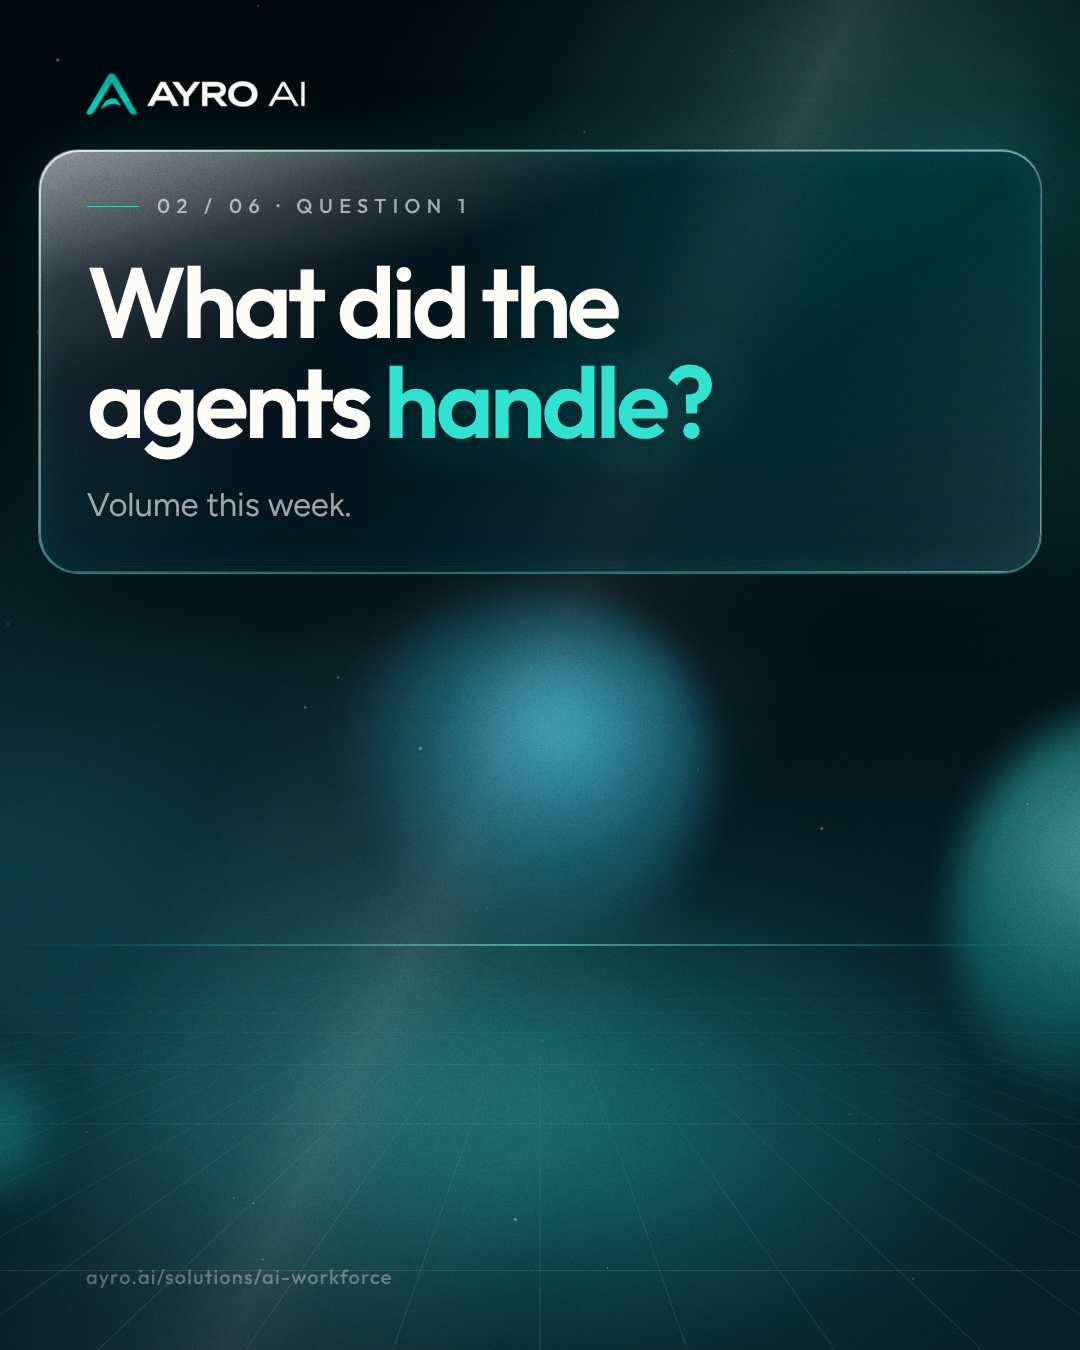 AYRO AI
02 / 06 · QUESTION 1
What did the
agents handle?
Volume this week.
ayro.ai/solutions/ai-workforce